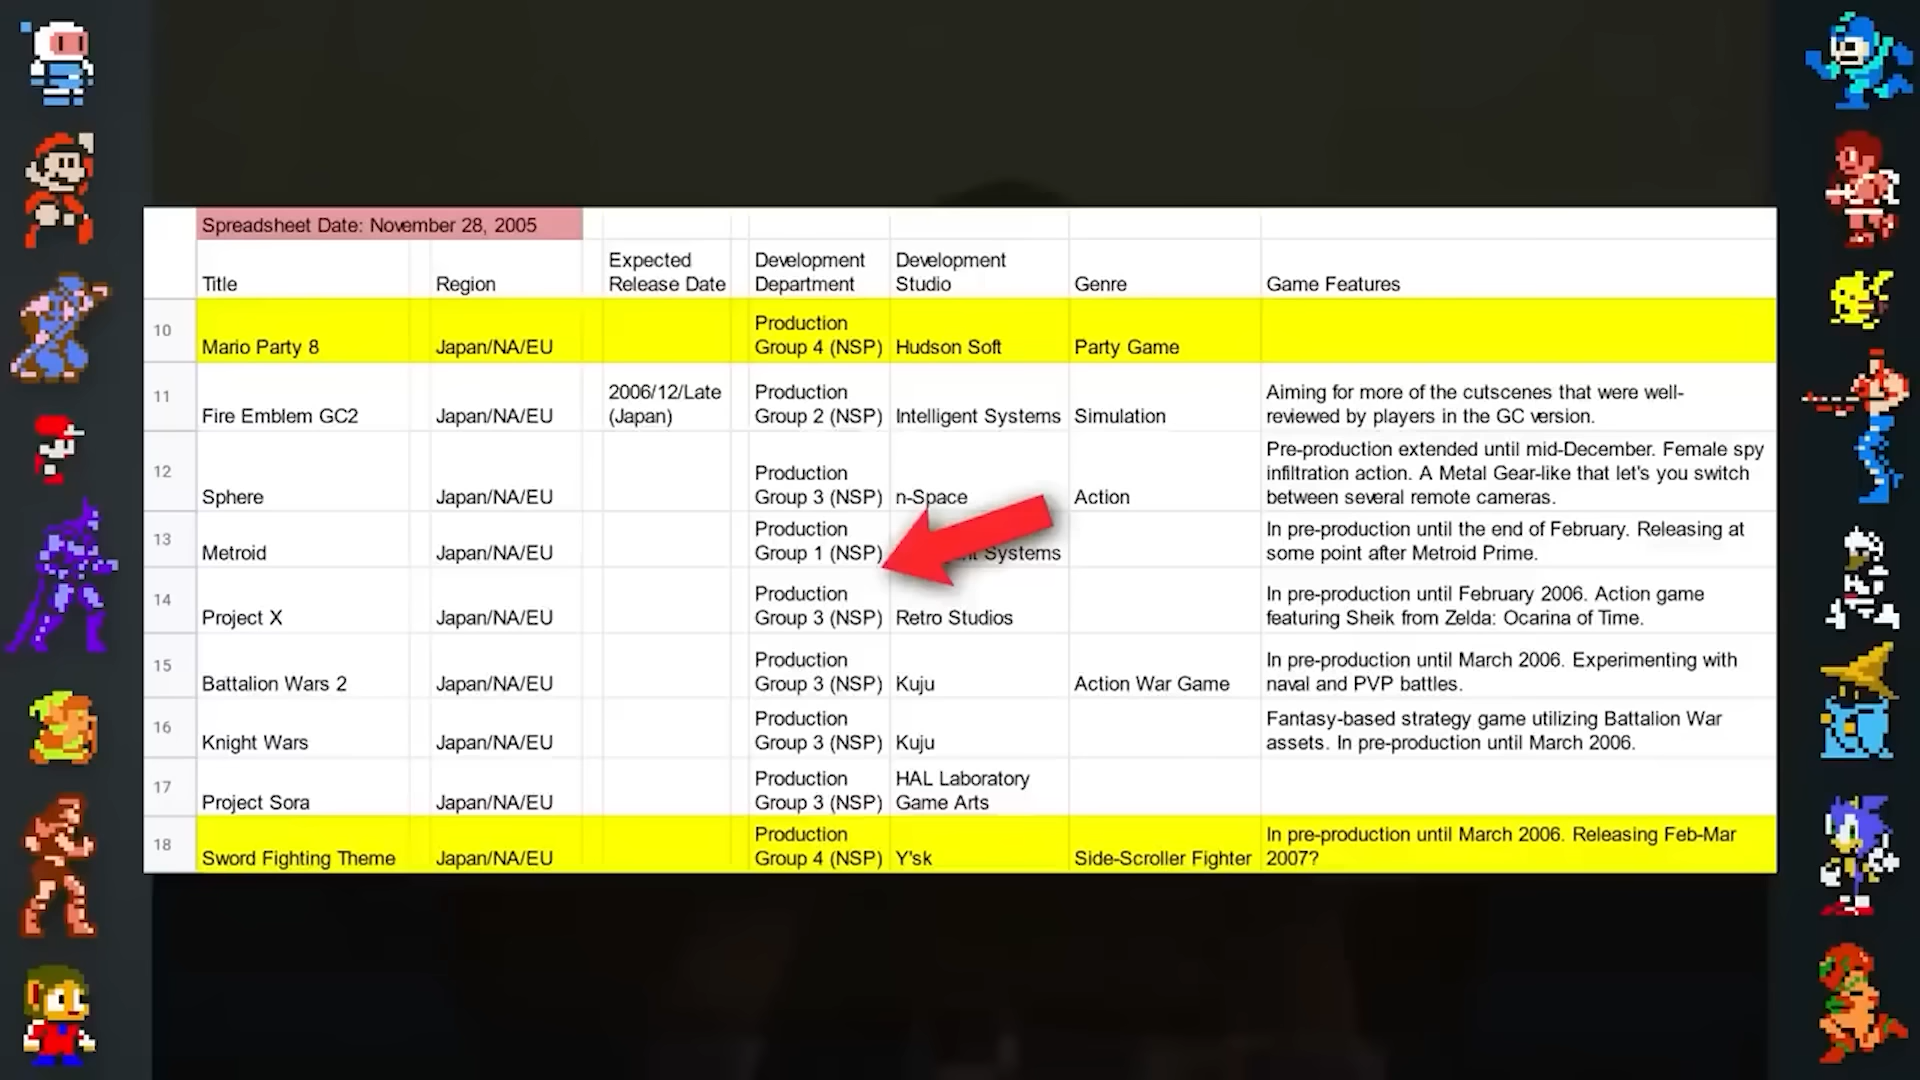 Spreadsheet Date: November 28, 2005
Title Region Expected Release Date Development Department Development Studio Genre Game Features
10 Mario Party 8 Japan/NA/EU Production Group 4 (NSP) Hudson Soft Party Game
11 Fire Emblem GC2 Japan/NA/EU 2006/12/Late (Japan) Production Group 2 (NSP) Intelligent Systems Simulation Aiming for more of the cutscenes that were well-reviewed by players in the GC version.
12 Sphere Japan/NA/EU Production Group 3 (NSP) n-Space Action Pre-production extended until mid-December. Female spy infiltration action. A Metal Gear-like that let's you switch between several remote cameras.
13 Metroid Japan/NA/EU Production Group 1 (NSP) Systems In pre-production until the end of February. Releasing at some point after Metroid Prime.
14 Project X Japan/NA/EU Production Group 3 (NSP) Retro Studios In pre-production until February 2006. Action game featuring Sheik from Zelda: Ocarina of Time.
15 Battalion Wars 2 Japan/NA/EU Production Group 3 (NSP) Kuju Action War Game In pre-production until March 2006. Experimenting with naval and PVP battles.
16 Knight Wars Japan/NA/EU Production Group 3 (NSP) Kuju Fantasy-based strategy game utilizing Battalion War assets. In pre-production until March 2006.
17 Project Sora Japan/NA/EU Production Group 3 (NSP) HAL Laboratory Game Arts
18 Sword Fighting Theme Japan/NA/EU Production Group 4 (NSP) Y'sk Side-Scroller Fighter In pre-production until March 2006. Releasing Feb-Mar 2007?